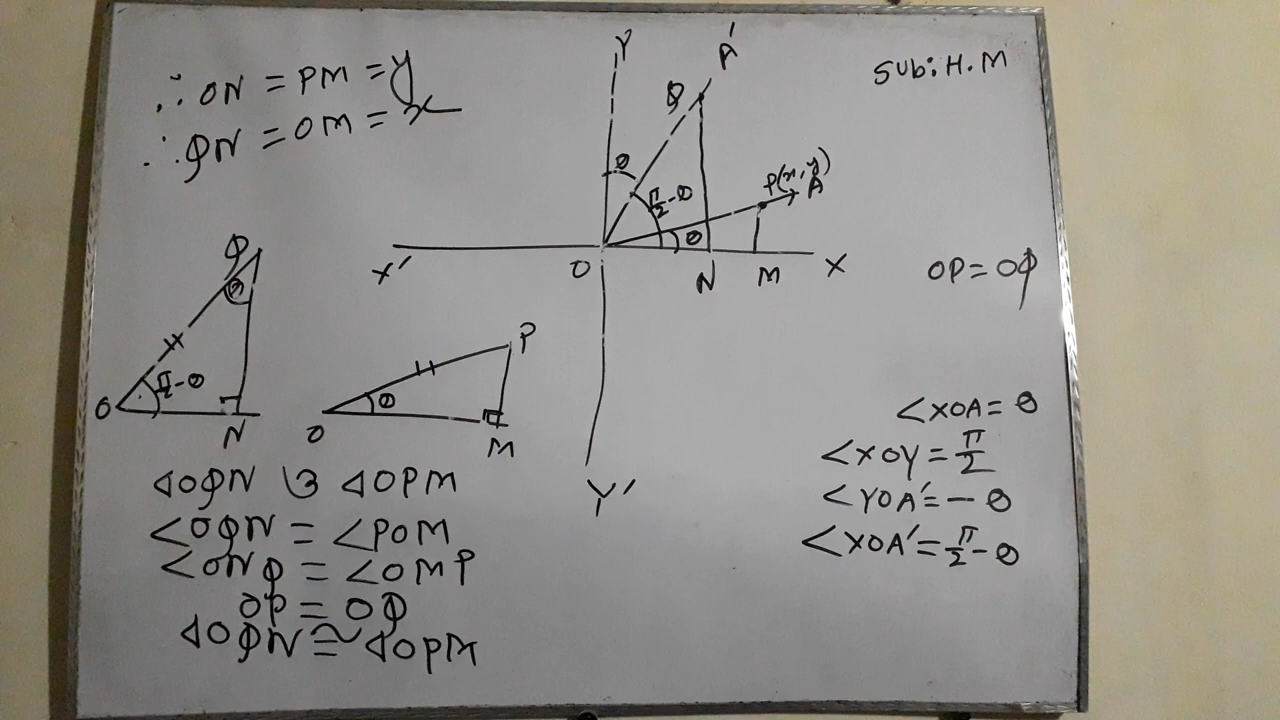 ∴ ON = PM = y
∴ QN = OM = x
Sub: H.M
Y
A'
Q
θ
π/2-θ
P(x,y)
A
θ
X'
O
N
M
X
OP = OQ
Q
θ
π/2-θ
O
N
P
θ
O
M
Y'
<XOA = θ
<XOY = π/2
<YOA' = -θ
<XOA' = π/2-θ
△OQN ও △OPM
<OQN = <POM
<ONQ = <OMP
OP = OQ
△OQN ≅ △OPM